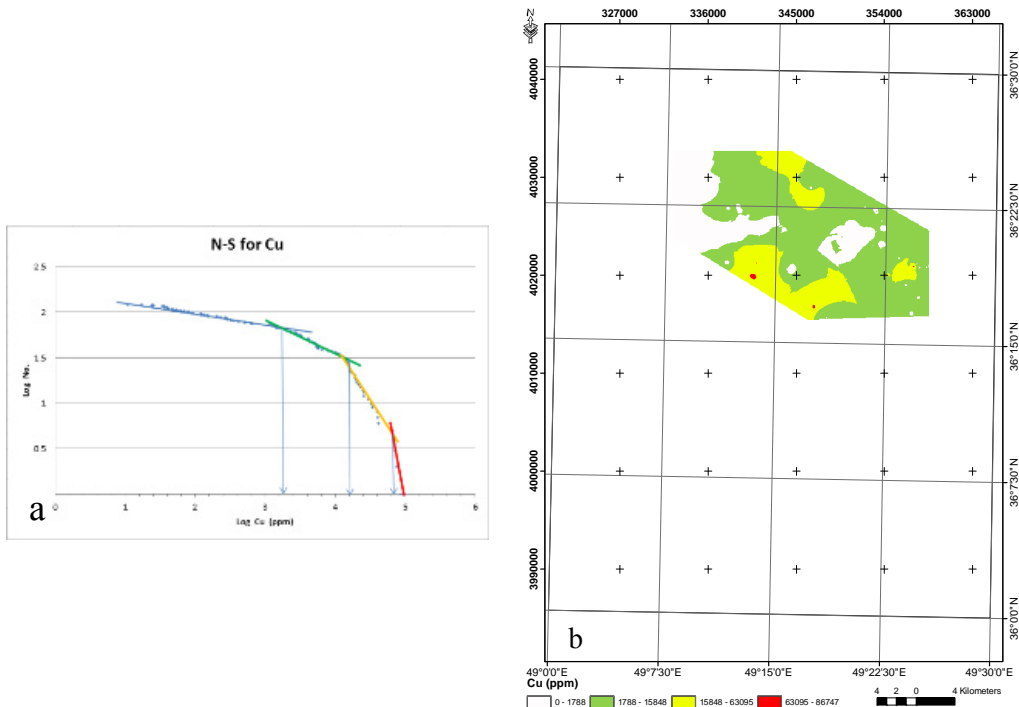 N-S for Cu
2.5
2
1.5
1
0.5
0 1 2 3 4 5 6
Log No.
Log Cu (ppm)
a
N
327000 336000 345000 354000 363000
4040000
4030000
4020000
4010000
4000000
3990000
36°30'0"N
36°22'30"N
36°15'0"N
36°7'30"N
36°0'0"N
b
49°0'0"E 49°7'30"E 49°15'0"E 49°22'30"E 49°30'0"E
Cu (ppm)
0 - 1788 1788 - 15848 15848 - 63095 63095 - 86747
4 2 0 4 Kilometers